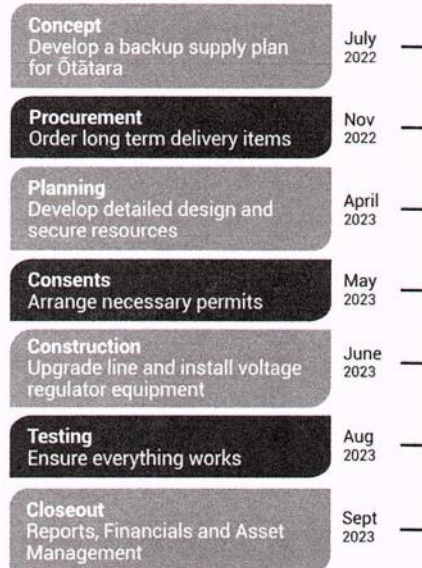 Concept
Develop a backup supply plan
for Ōtātara
July
2022
Procurement
Order long term delivery items
Nov
2022
Planning
Develop detailed design and
secure resources
April
2023
Consents
Arrange necessary permits
May
2023
Construction
Upgrade line and install voltage
regulator equipment
June
2023
Testing
Ensure everything works
Aug
2023
Closeout
Reports, Financials and Asset
Management
Sept
2023